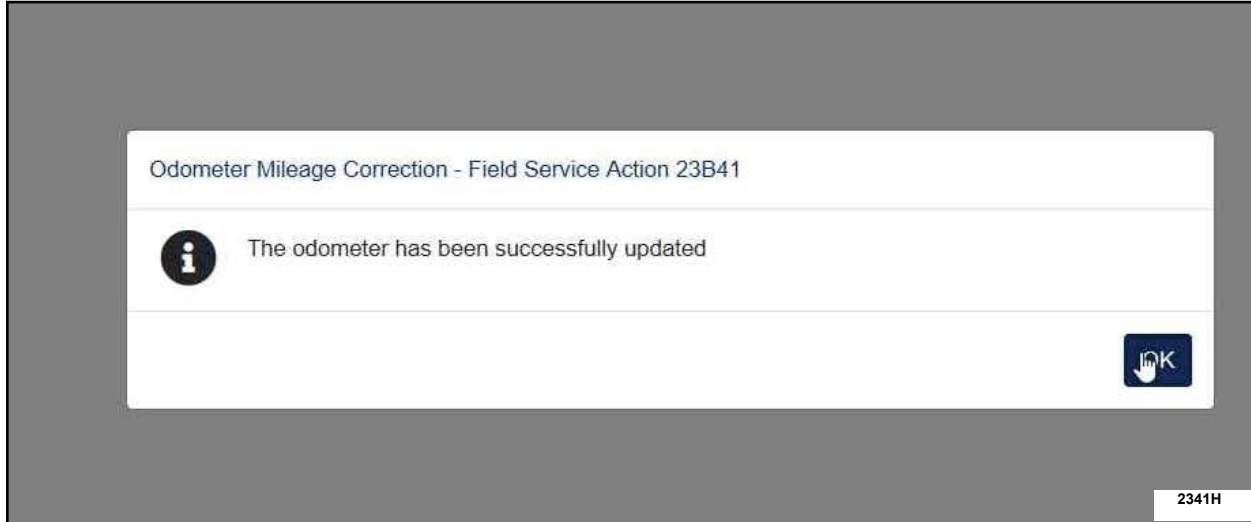 Odometer Mileage Correction - Field Service Action 23B41
The odometer has been successfully updated
OK
2341H